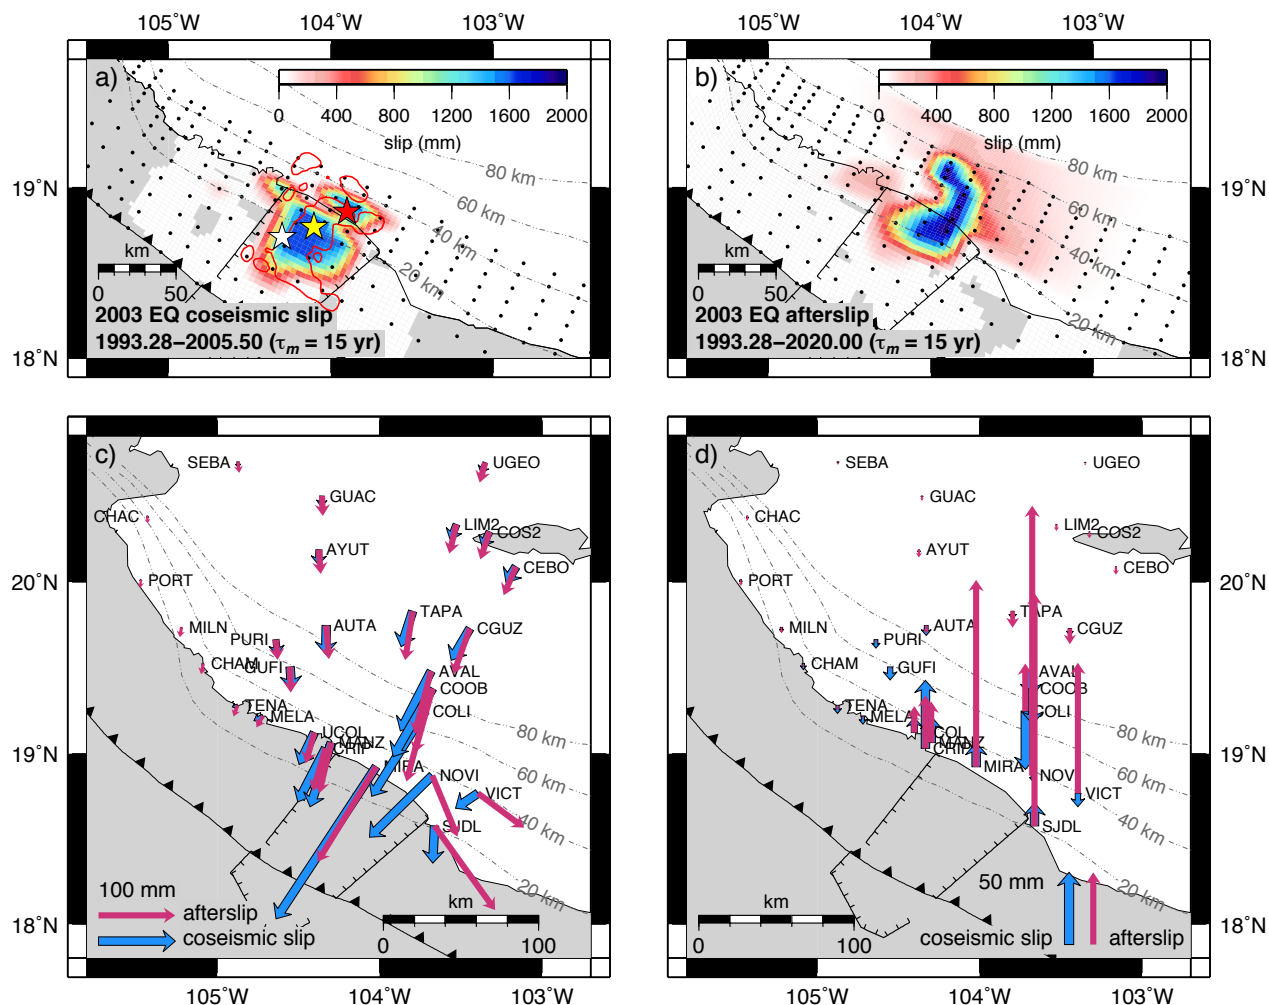 105˚W 104˚W 103˚W
105˚W 104˚W 103˚W
a)
0 400 800 1200 1600 2000
slip (mm)
80 km
60 km
40 km
20 km
19˚N
18˚N
km
0 50
2003 EQ coseismic slip
1993.28−2005.50 (τm = 15 yr)
b)
0 400 800 1200 1600 2000
slip (mm)
80 km
60 km
40 km
20 km
19˚N
18˚N
km
0 50
2003 EQ afterslip
1993.28−2020.00 (τm = 15 yr)
c)
SEBA
UGEO
GUAC
CHAC
LIM2
COS2
AYUT
CEBO
20˚N
PORT
TAPA
MILN
PURI
AUTA
CGUZ
CHAM
GUFI
AVAL
COOB
TENA
COLI
MELA
UCOL
MANZ
CRIP
80 km
19˚N
MIRA
NOVI
60 km
VICT
SJDL
40 km
20 km
100 mm
afterslip
coseismic slip
km
0 100
18˚N
105˚W 104˚W 103˚W
d)
SEBA
UGEO
GUAC
CHAC
LIM2
COS2
AYUT
CEBO
20˚N
PORT
TAPA
MILN
PURI
AUTA
CGUZ
CHAM
GUFI
AVAL
COOB
TENA
COLI
MELA
MANZ
CRIP
80 km
19˚N
MIRA
NOVI
60 km
VICT
SJDL
40 km
20 km
50 mm
km
0 100
coseismic slip
afterslip
18˚N
105˚W 104˚W 103˚W